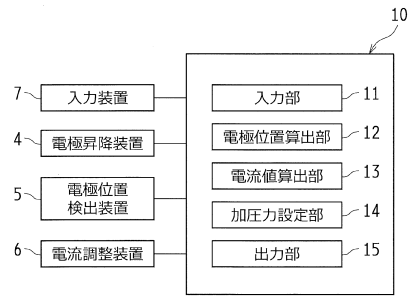 10
7
入力装置
入力部
11
4
電極昇降装置
電極位置算出部
12
5
電極位置
検出装置
電流値算出部
13
加圧力設定部
14
6
電流調整装置
出力部
15